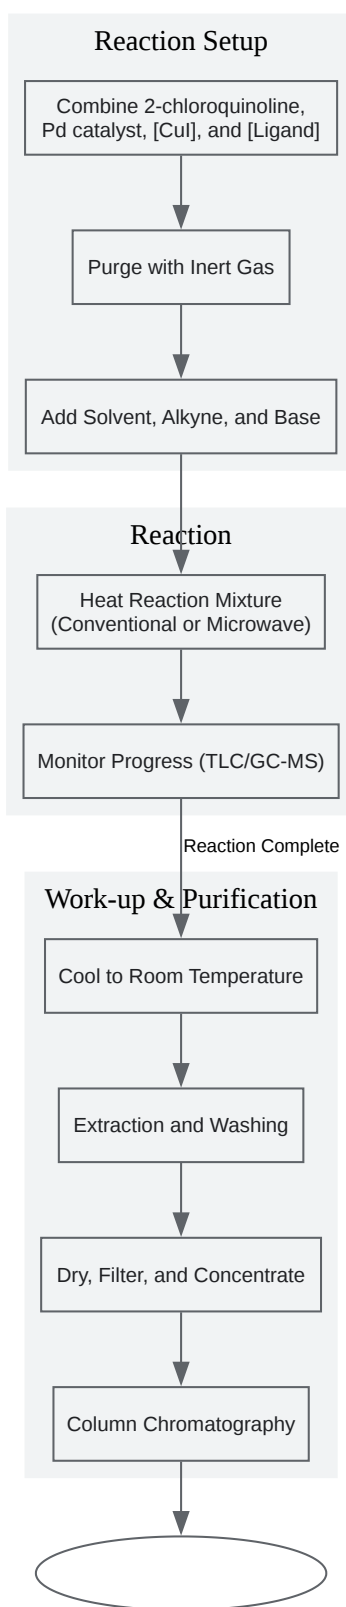 Reaction Setup
Combine 2-chloroquinoline,
Pd catalyst, [CuI], and [Ligand]
Purge with Inert Gas
Add Solvent, Alkyne, and Base
Reaction
Heat Reaction Mixture
(Conventional or Microwave)
Monitor Progress (TLC/GC-MS)
Reaction Complete
Work-up & Purification
Cool to Room Temperature
Extraction and Washing
Dry, Filter, and Concentrate
Column Chromatography